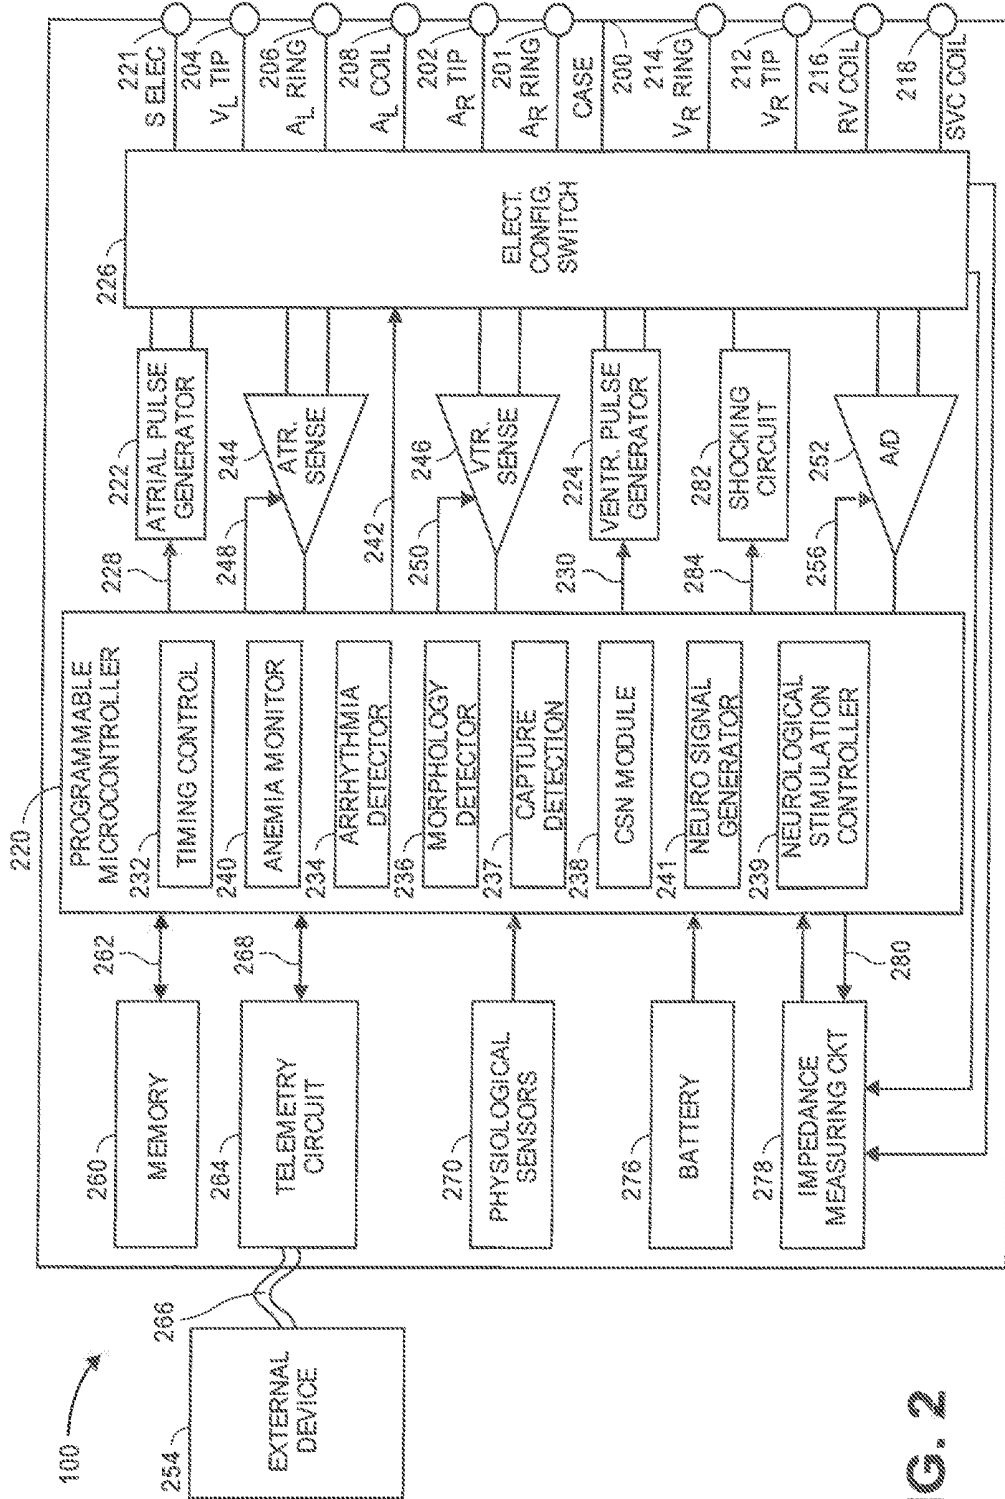 100
254
EXTERNAL
DEVICE
266
260
MEMORY
262
264
TELEMETRY
CIRCUIT
268
270
PHYSIOLOGICAL
SENSORS
276
BATTERY
278
IMPEDANCE
MEASURING CKT
280
220
PROGRAMMABLE
MICROCONTROLLER
232
TIMING CONTROL
240
ANEMIA MONITOR
234
ARRHYTHMIA
DETECTOR
236
MORPHOLOGY
DETECTOR
237
CAPTURE
DETECTION
238
CSN MODULE
241
NEURO SIGNAL
GENERATOR
239
NEUROLOGICAL
STIMULATION
CONTROLLER
228
222
ATRIAL PULSE
GENERATOR
248
244
ATR.
SENSE
242
250
246
VTR.
SENSE
230
224
VENTR. PULSE
GENERATOR
284
282
SHOCKING
CIRCUIT
256
252
A/D
226
ELECT.
CONFIG.
SWITCH
S ELEC
221
VL TIP
204
AL RING
206
AL COIL
208
AR TIP
202
AR RING
201
CASE
200
VR RING
214
VR TIP
212
RV COIL
216
SVC COIL
218
G. 2